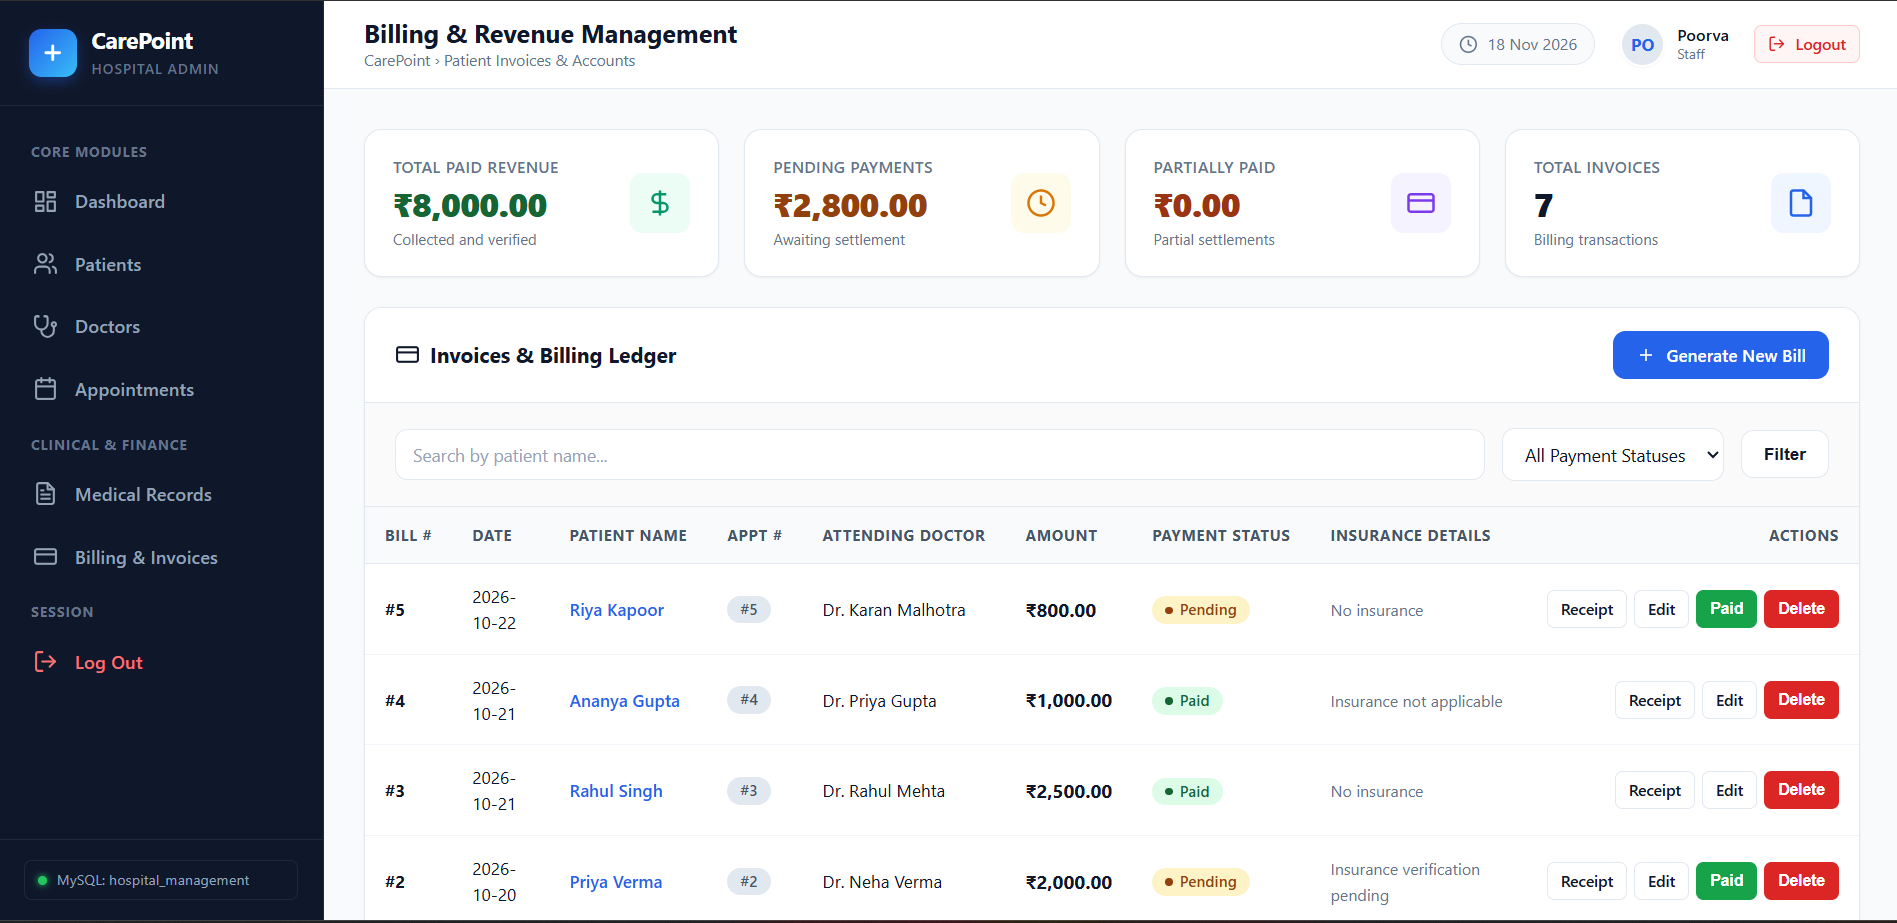 CarePoint
HOSPITAL ADMIN
CORE MODULES
Dashboard
Patients
Doctors
Appointments
CLINICAL & FINANCE
Medical Records
Billing & Invoices
SESSION
Log Out
MySQL: hospital_management
Billing & Revenue Management
CarePoint › Patient Invoices & Accounts
18 Nov 2026
PO
Poorva
Staff
Logout
TOTAL PAID REVENUE
₹8,000.00
Collected and verified
PENDING PAYMENTS
₹2,800.00
Awaiting settlement
PARTIALLY PAID
₹0.00
Partial settlements
TOTAL INVOICES
7
Billing transactions
Invoices & Billing Ledger
+ Generate New Bill
Search by patient name...
All Payment Statuses
Filter
BILL # DATE PATIENT NAME APPT # ATTENDING DOCTOR AMOUNT PAYMENT STATUS INSURANCE DETAILS ACTIONS
#5 2026-10-22 Riya Kapoor #5 Dr. Karan Malhotra ₹800.00 Pending No insurance Receipt Edit Paid Delete
#4 2026-10-21 Ananya Gupta #4 Dr. Priya Gupta ₹1,000.00 Paid Insurance not applicable Receipt Edit Delete
#3 2026-10-21 Rahul Singh #3 Dr. Rahul Mehta ₹2,500.00 Paid No insurance Receipt Edit Delete
#2 2026-10-20 Priya Verma #2 Dr. Neha Verma ₹2,000.00 Pending Insurance verification pending Receipt Edit Paid Delete